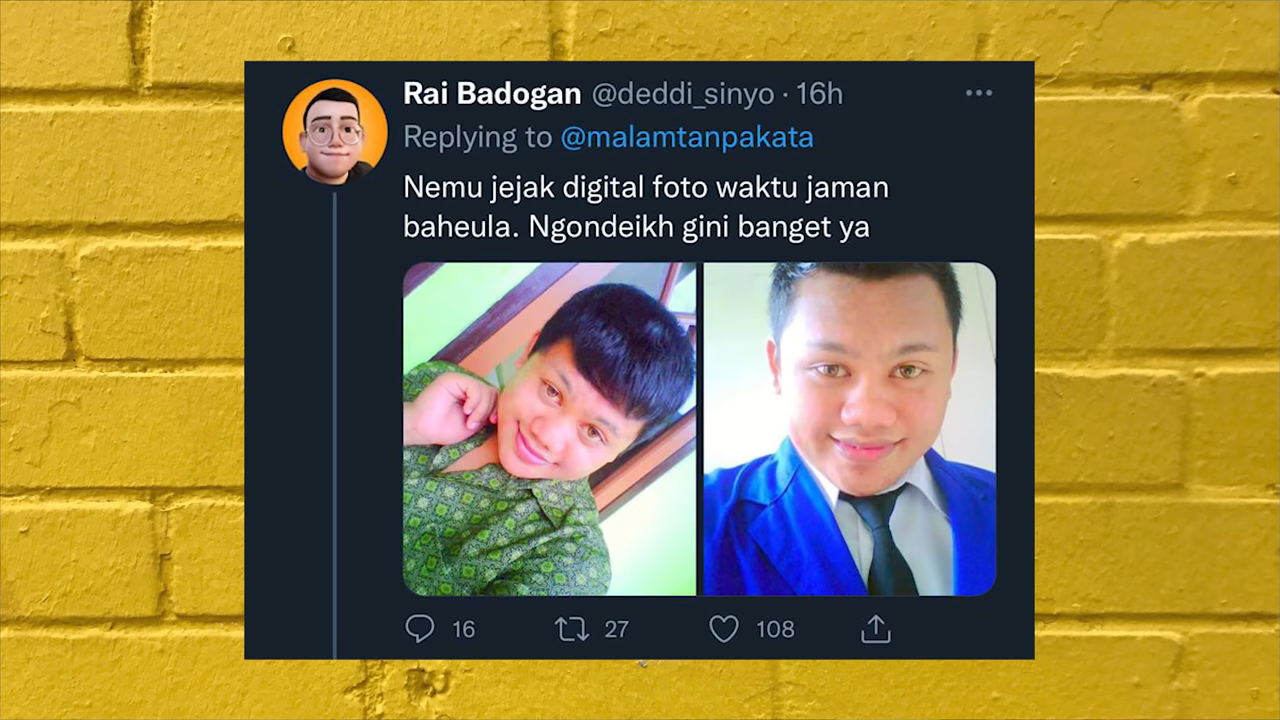 Rai Badogan @deddi_sinyo · 16h
Replying to @malamtanpakata
Nemu jejak digital foto waktu jaman
baheula. Ngondeikh gini banget ya
16 27 108